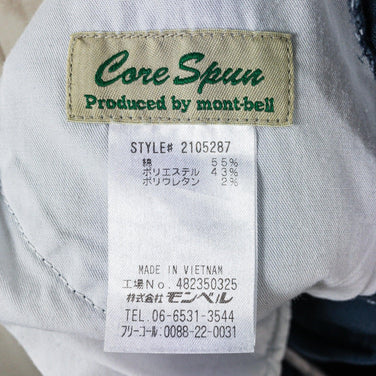 Core Spun
Produced by mont-bell
STYLE# 2105287
綿 55%
ポリエステル 43%
ポリウレタン 2%
MADE IN VIETNAM
工場No. 482350325
株式会社モンベル
TEL. 06-6531-3544
フリーコール:0088-22-0031